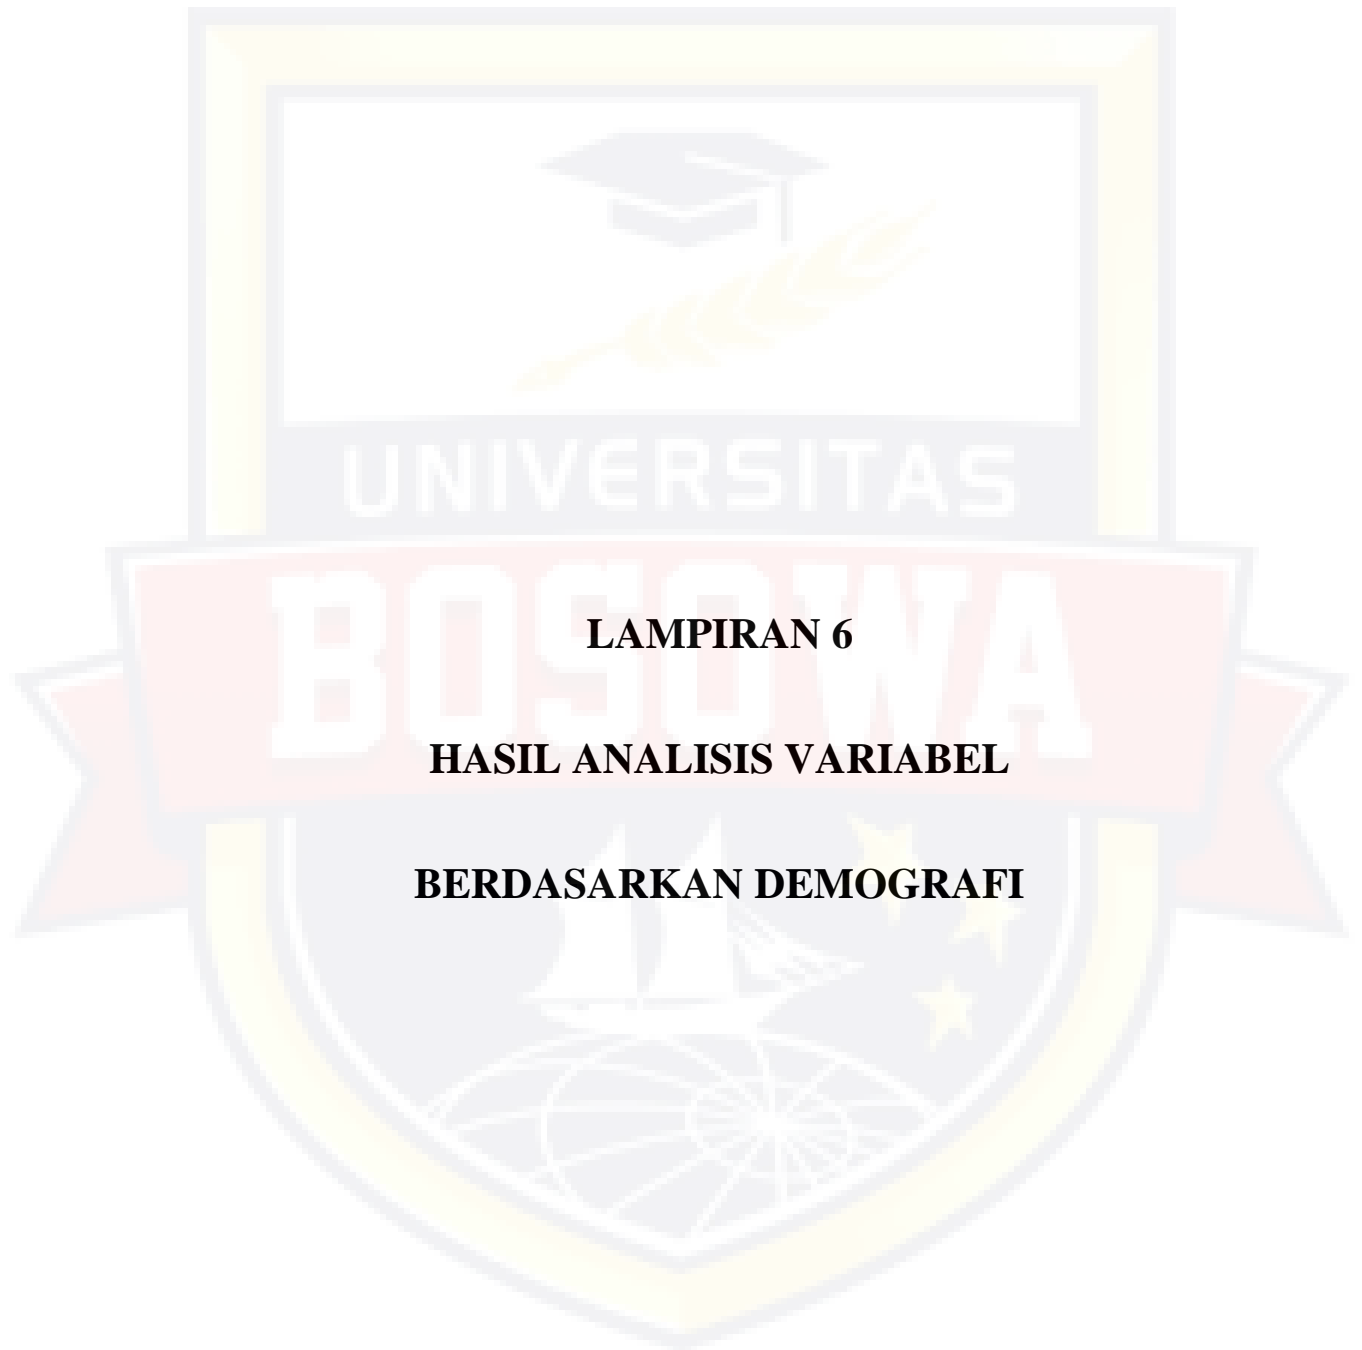 UNIVERSITAS
BOSOWA
LAMPIRAN 6
HASIL ANALISIS VARIABEL
BERDASARKAN DEMOGRAFI